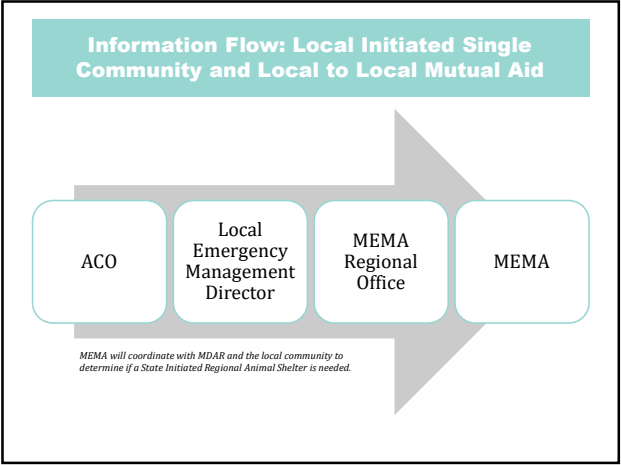 Information Flow: Local Initiated Single
Community and Local to Local Mutual Aid
ACO
Local
Emergency
Management
Director
MEMA
Regional
Office
MEMA
MEMA will coordinate with MDAR and the local community to
determine if a State Initiated Regional Animal Shelter is needed.